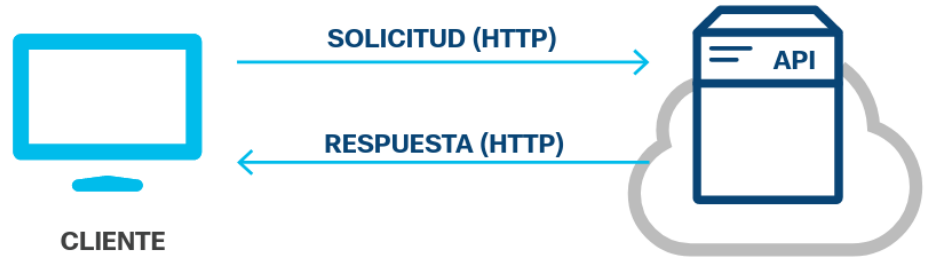 SOLICITUD (HTTP)
API
RESPUESTA (HTTP)
CLIENTE